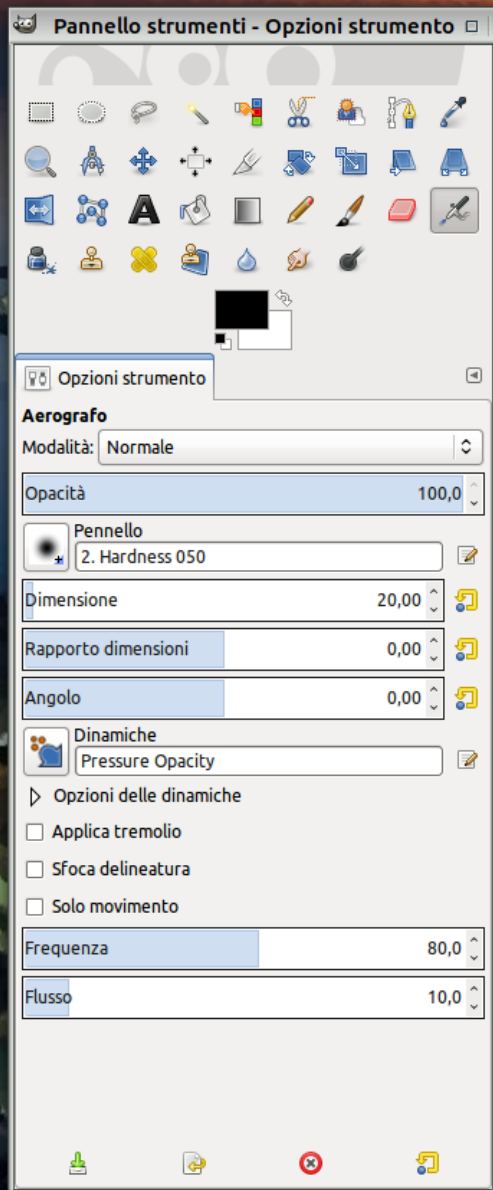 Pannello strumenti - Opzioni strumento
Opzioni strumento
Aerografo
Modalità: Normale
Opacità 100,0
Pennello
2. Hardness 050
Dimensione 20,00
Rapporto dimensioni 0,00
Angolo 0,00
Dinamiche
Pressure Opacity
Opzioni delle dinamiche
Applica tremolio
Sfoca delineatura
Solo movimento
Frequenza 80,0
Flusso 10,0